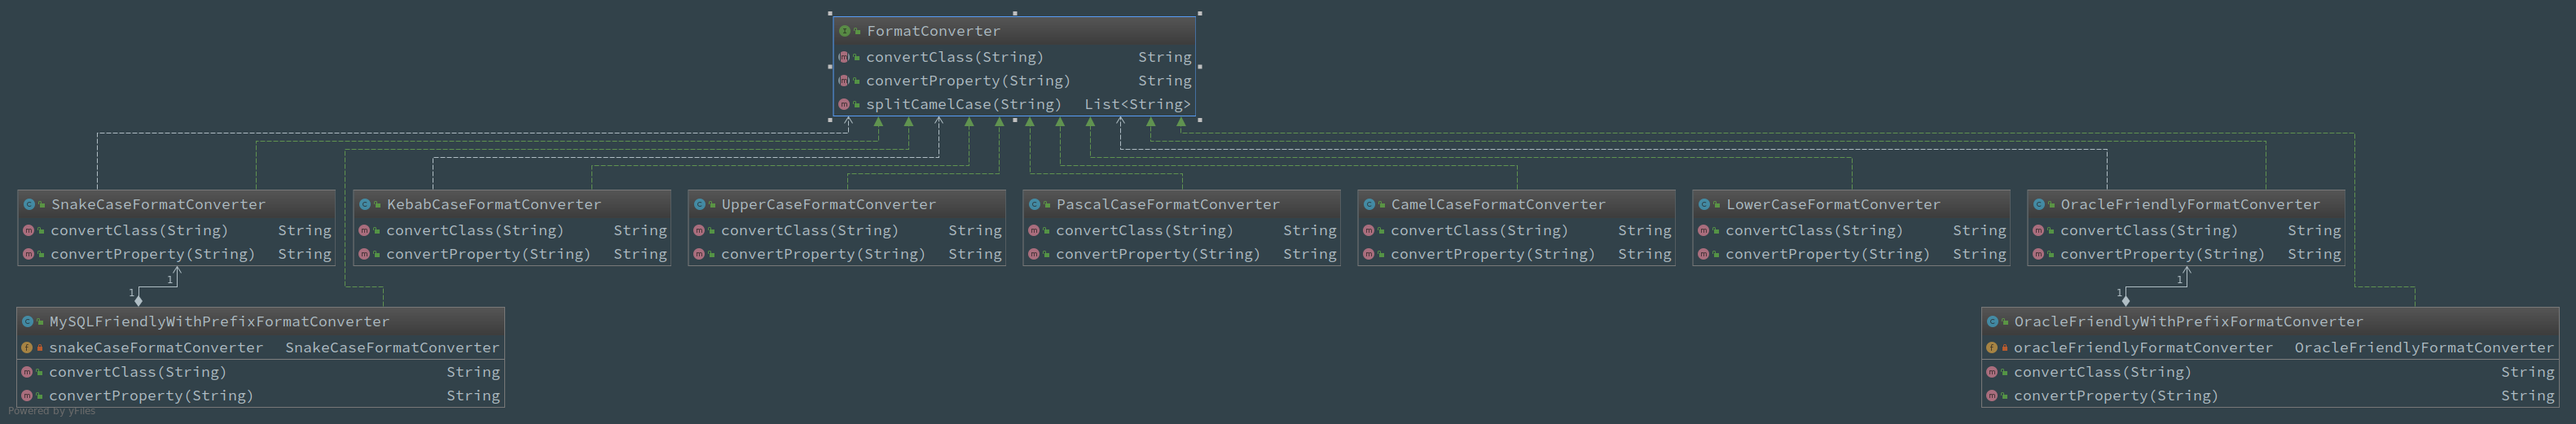 FormatConverter
convertClass(String) String
convertProperty(String) String
splitCamelCase(String) List<String>
SnakeCaseFormatConverter
convertClass(String) String
convertProperty(String) String
KebabCaseFormatConverter
convertClass(String) String
convertProperty(String) String
UpperCaseFormatConverter
convertClass(String) String
convertProperty(String) String
PascalCaseFormatConverter
convertClass(String) String
convertProperty(String) String
CamelCaseFormatConverter
convertClass(String) String
convertProperty(String) String
LowerCaseFormatConverter
convertClass(String) String
convertProperty(String) String
OracleFriendlyFormatConverter
convertClass(String) String
convertProperty(String) String
1
1
MySQLFriendlyWithPrefixFormatConverter
snakeCaseFormatConverter SnakeCaseFormatConverter
convertClass(String) String
convertProperty(String) String
1
1
OracleFriendlyWithPrefixFormatConverter
oracleFriendlyFormatConverter OracleFriendlyFormatConverter
convertClass(String) String
convertProperty(String) String
Powered by yFiles